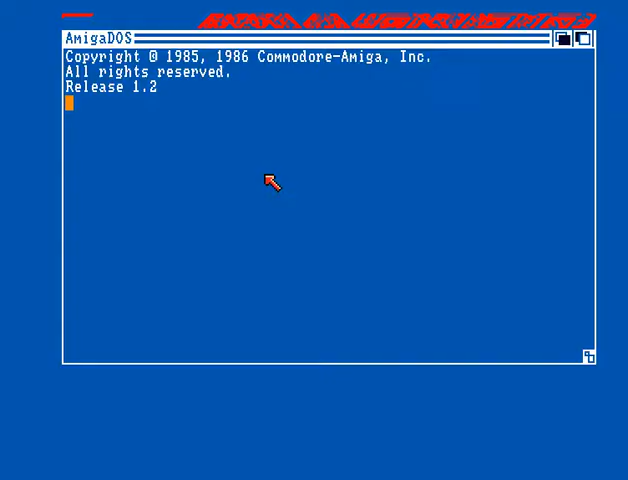 AmigaDOS
Copyright © 1985, 1986 Commodore-Amiga, Inc.
All rights reserved.
Release 1.2